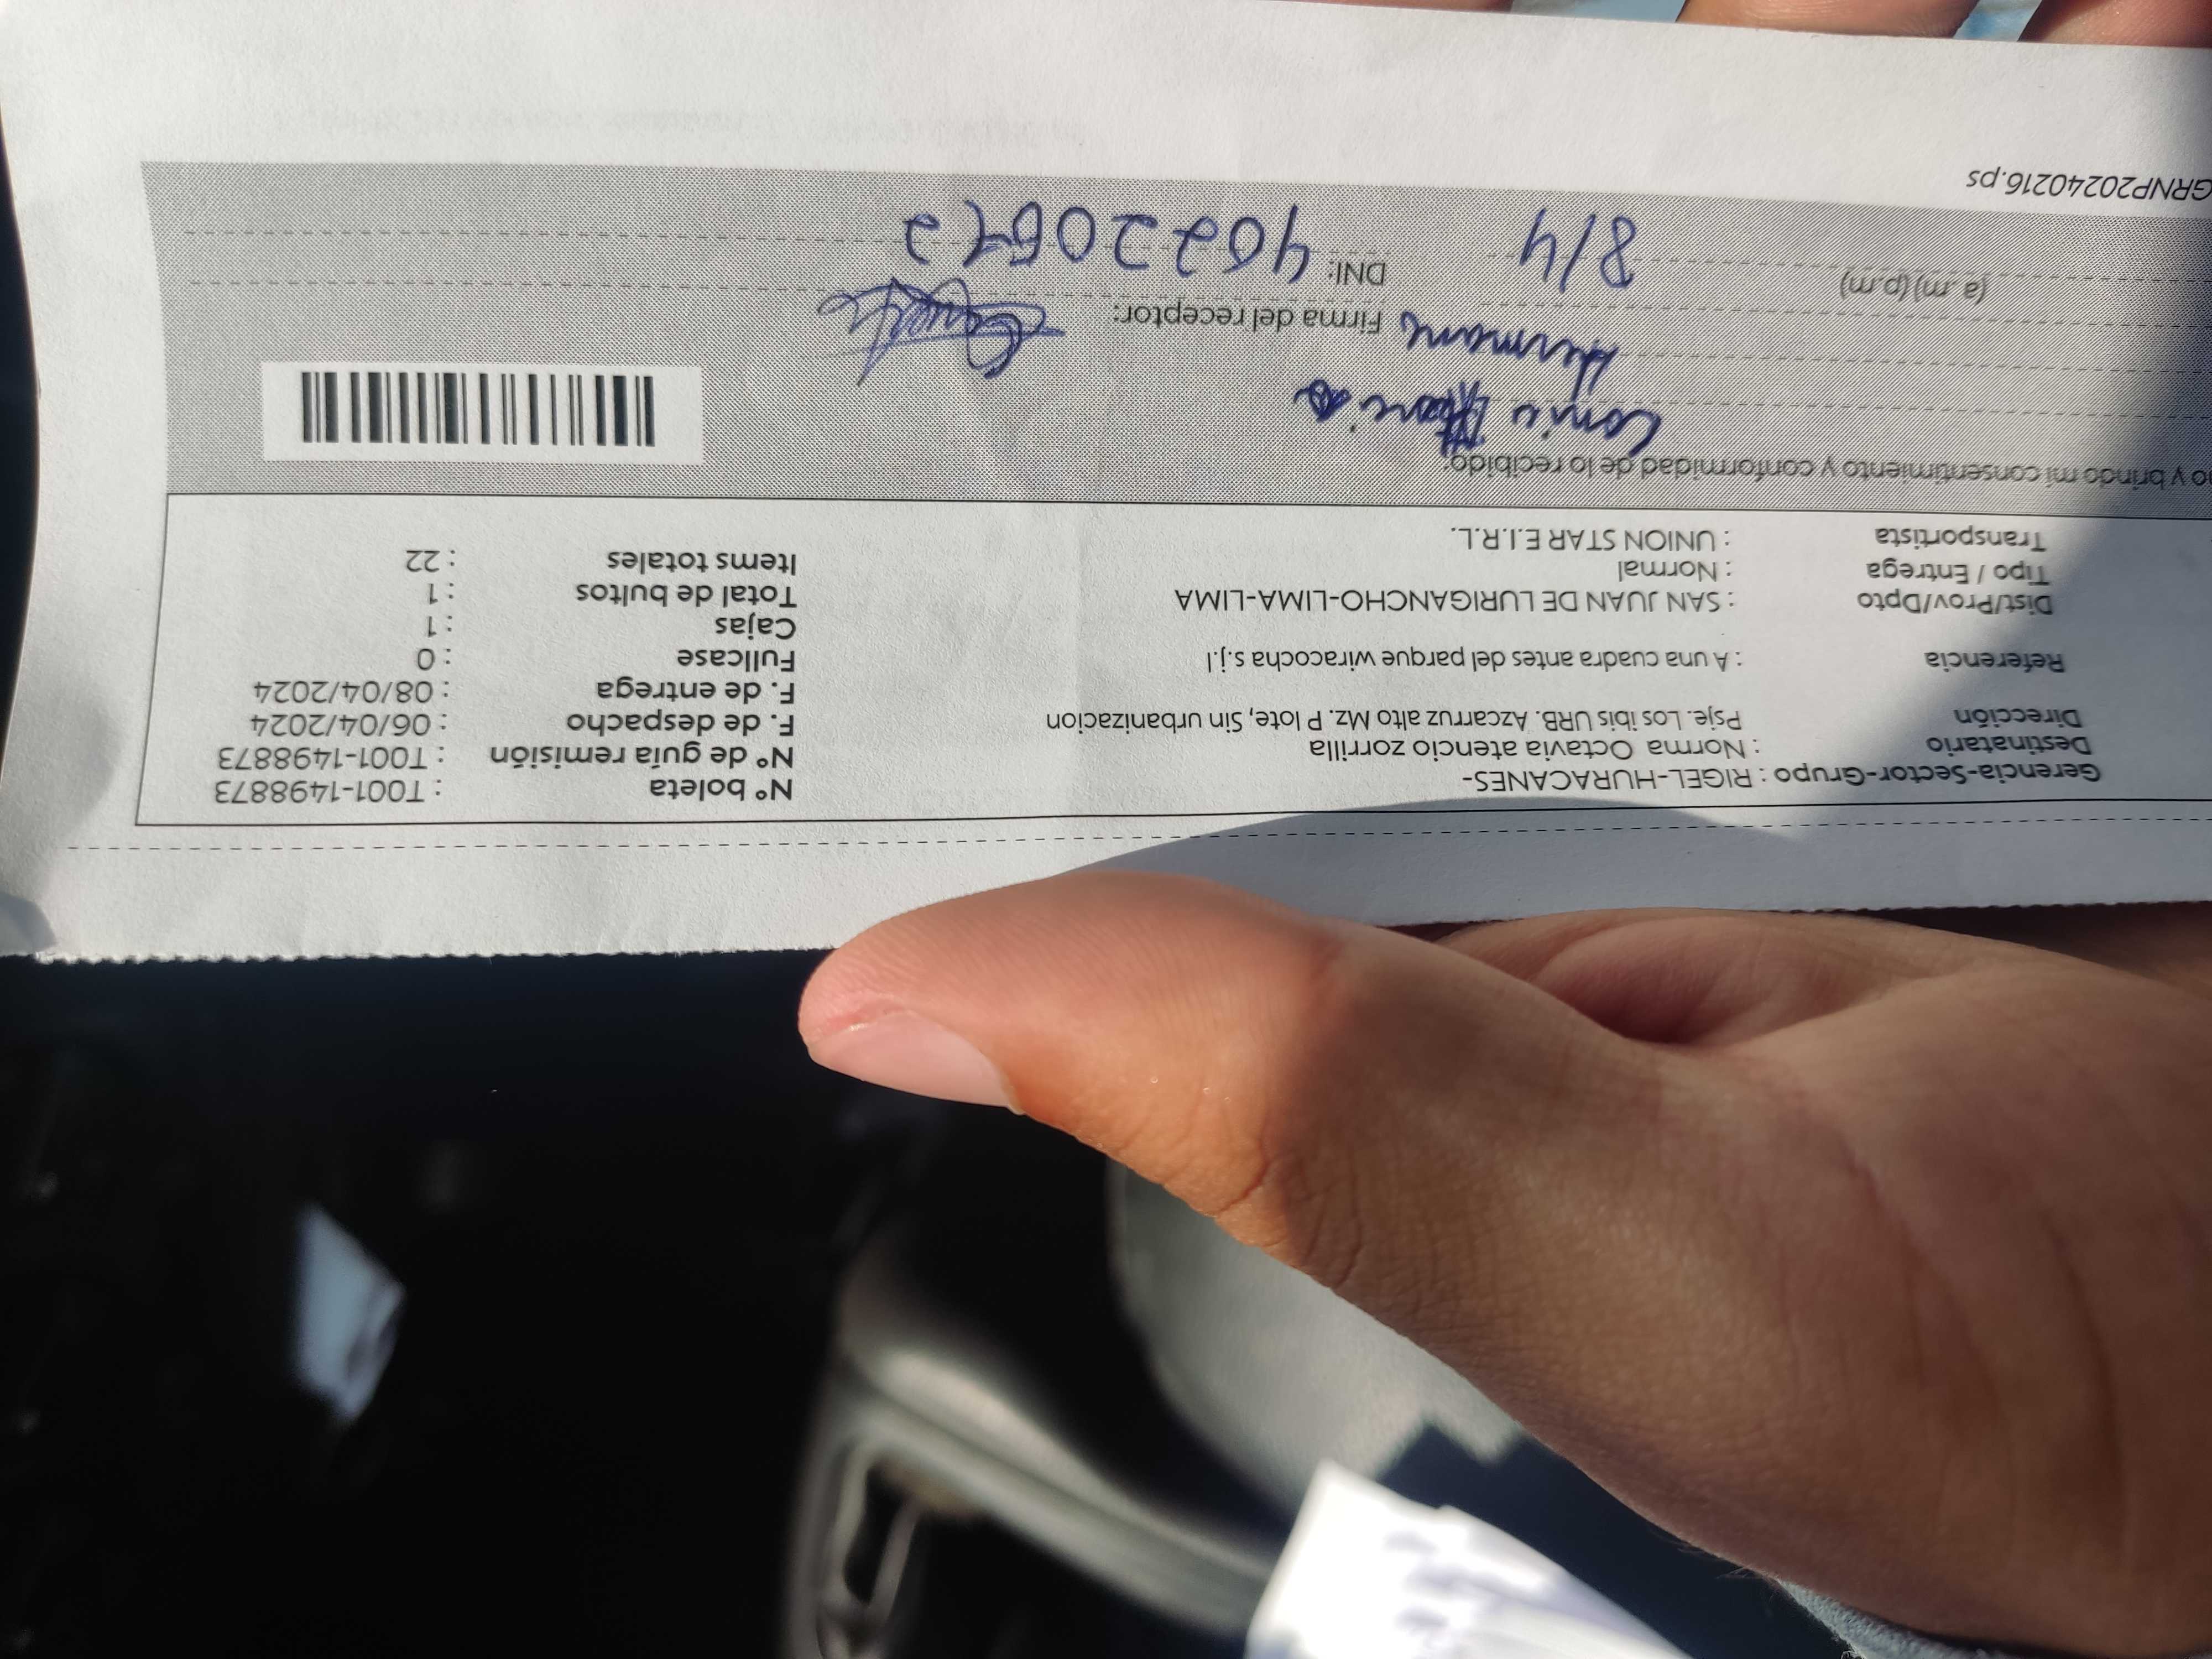 Gerencia-Sector-Grupo : RIGEL-HURACANES-
Destinatario : Norma Octavia atencio zorrilla
Dirección Psje. Los ibis URB. Azcarruz alto Mz. P lote, Sin urbanizacion
Referencia : A una cuadra antes del parque wiracocha s.j.l
Dist/Prov/Dpto : SAN JUAN DE LURIGANCHO-LIMA-LIMA
Tipo / Entrega : Normal
Transportista : UNION STAR E.I.R.L.
N° boleta : T001-1498873
N° de guía remisión : T001-1498873
F. de despacho : 06/04/2024
F. de entrega : 08/04/2024
Fullcase : 0
Cajas : 1
Total de bultos : 1
Items totales : 22
y brindo mi consentimiento y conformidad de lo recibido.
Hermana
Firma del receptor:
(a.m)(p.m) 8/4
DNI:
GRNP20240216.ps